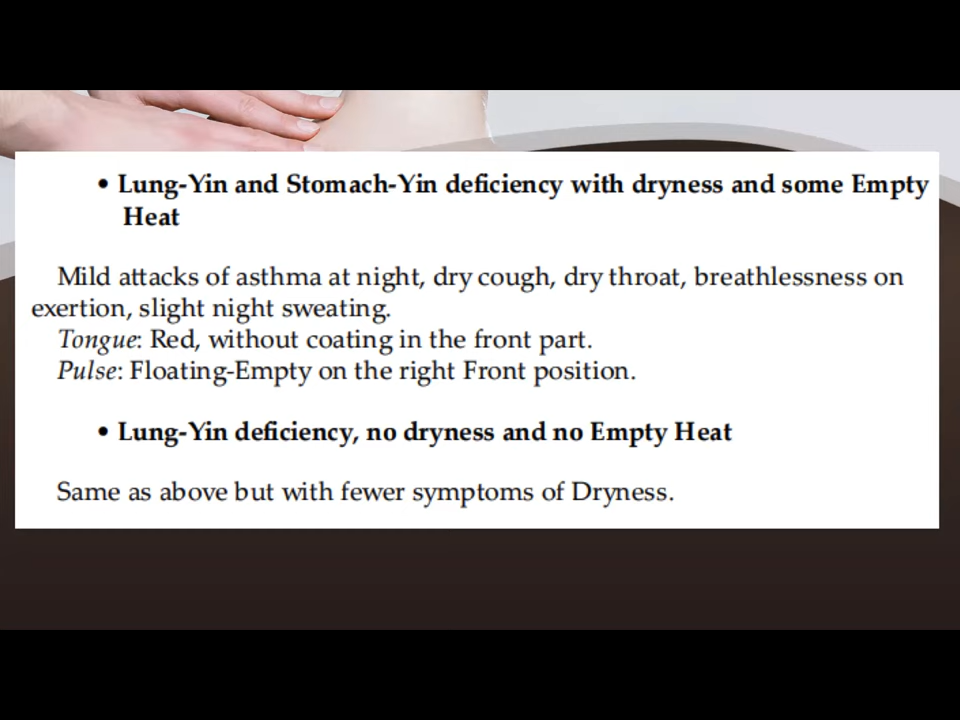 • Lung-Yin and Stomach-Yin deficiency with dryness and some Empty
Heat
Mild attacks of asthma at night, dry cough, dry throat, breathlessness on
exertion, slight night sweating.
Tongue: Red, without coating in the front part.
Pulse: Floating-Empty on the right Front position.
• Lung-Yin deficiency, no dryness and no Empty Heat
Same as above but with fewer symptoms of Dryness.